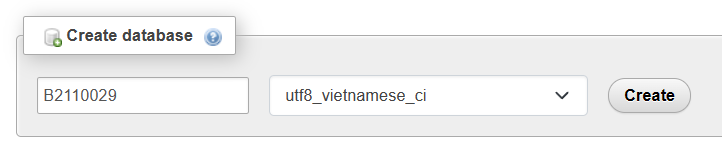 Create database
B2110029 utf8_vietnamese_ci Create